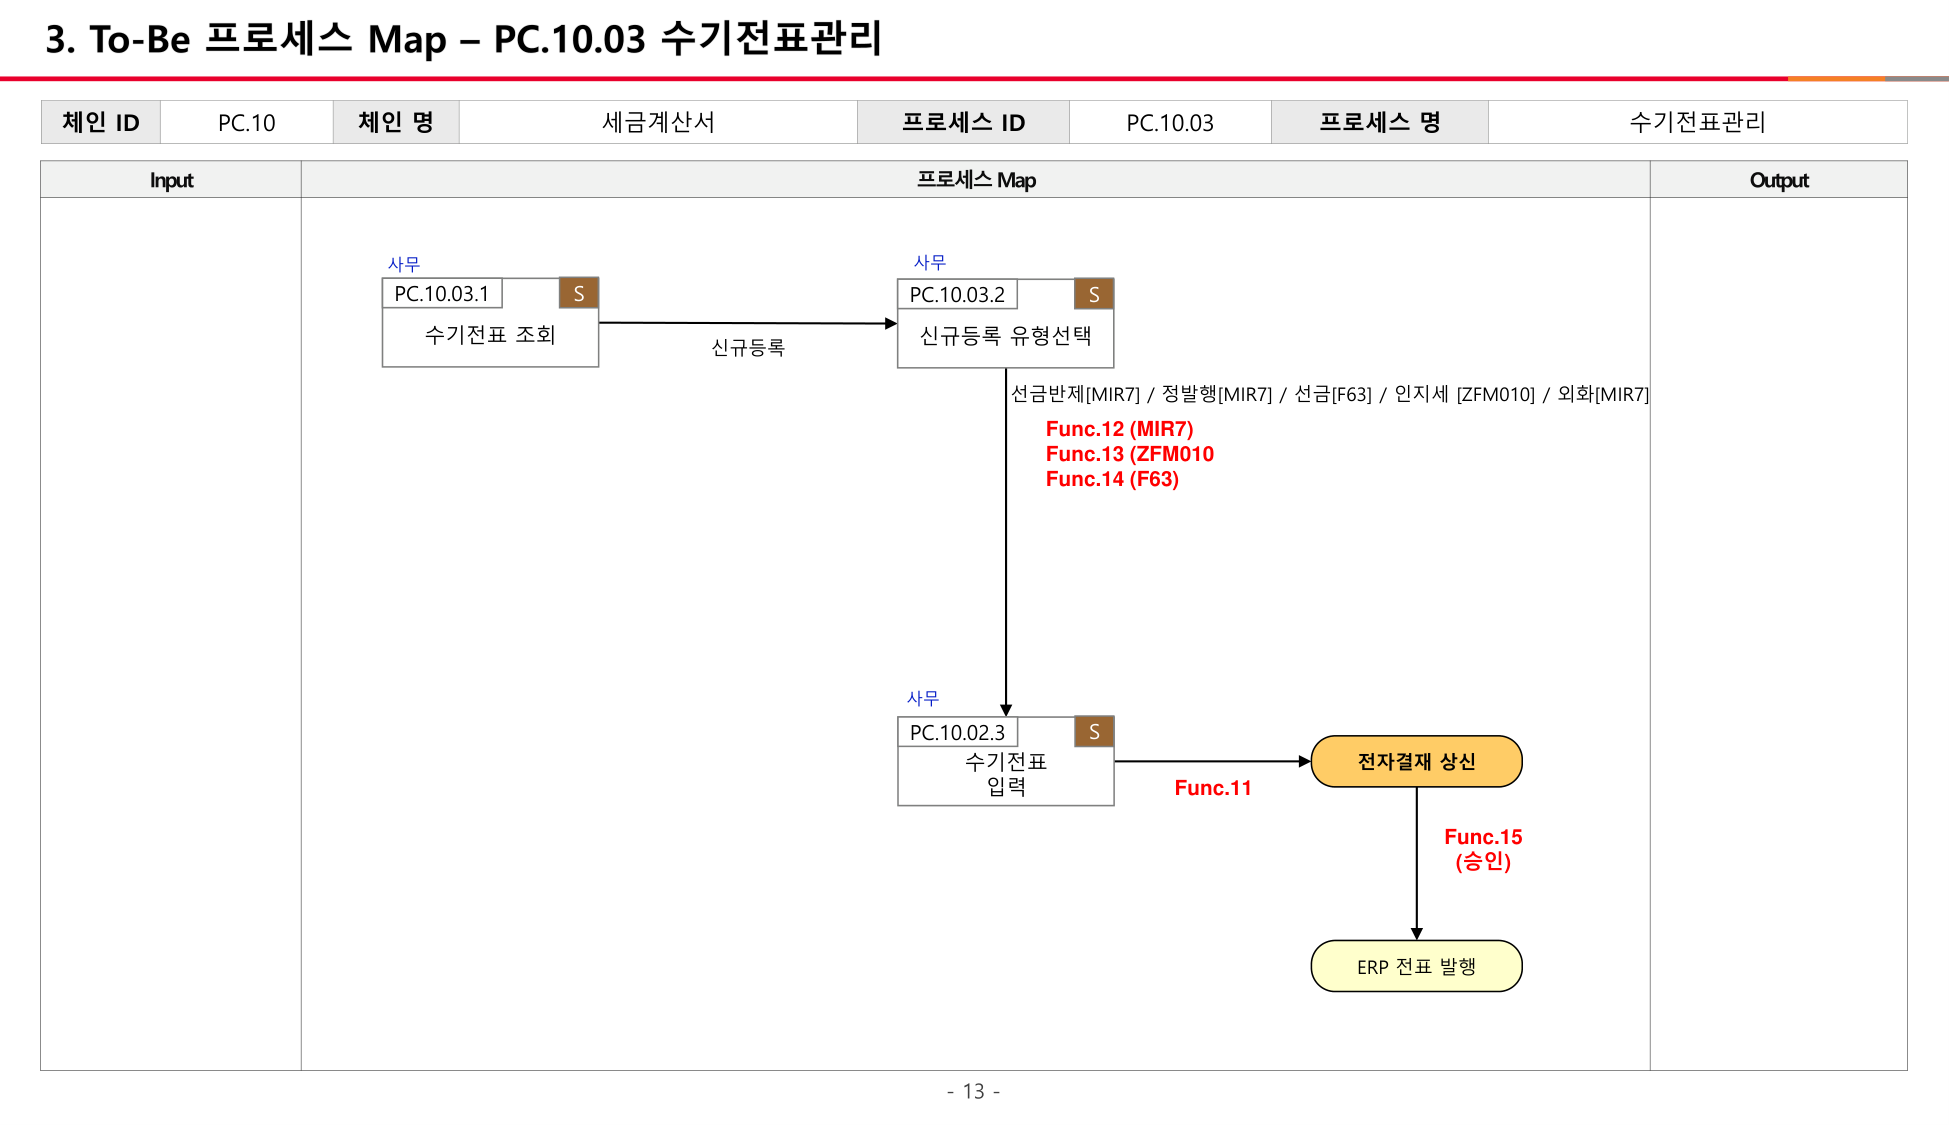 3. To-Be 프로세스 Map – PC.10.03 수기전표관리
체인 ID PC.10 체인 명 세금계산서 프로세스 ID PC.10.03 프로세스 명 수기전표관리
Input 프로세스 Map Output
사무
PC.10.03.1 S
수기전표 조회
신규등록
사무
PC.10.03.2 S
신규등록 유형선택
선금반제[MIR7] / 정발행[MIR7] / 선금[F63] / 인지세 [ZFM010] / 외화[MIR7]
Func.12 (MIR7)
Func.13 (ZFM010
Func.14 (F63)
사무
PC.10.02.3 S
수기전표
입력
Func.11
전자결재 상신
Func.15
(승인)
ERP 전표 발행
- 13 -